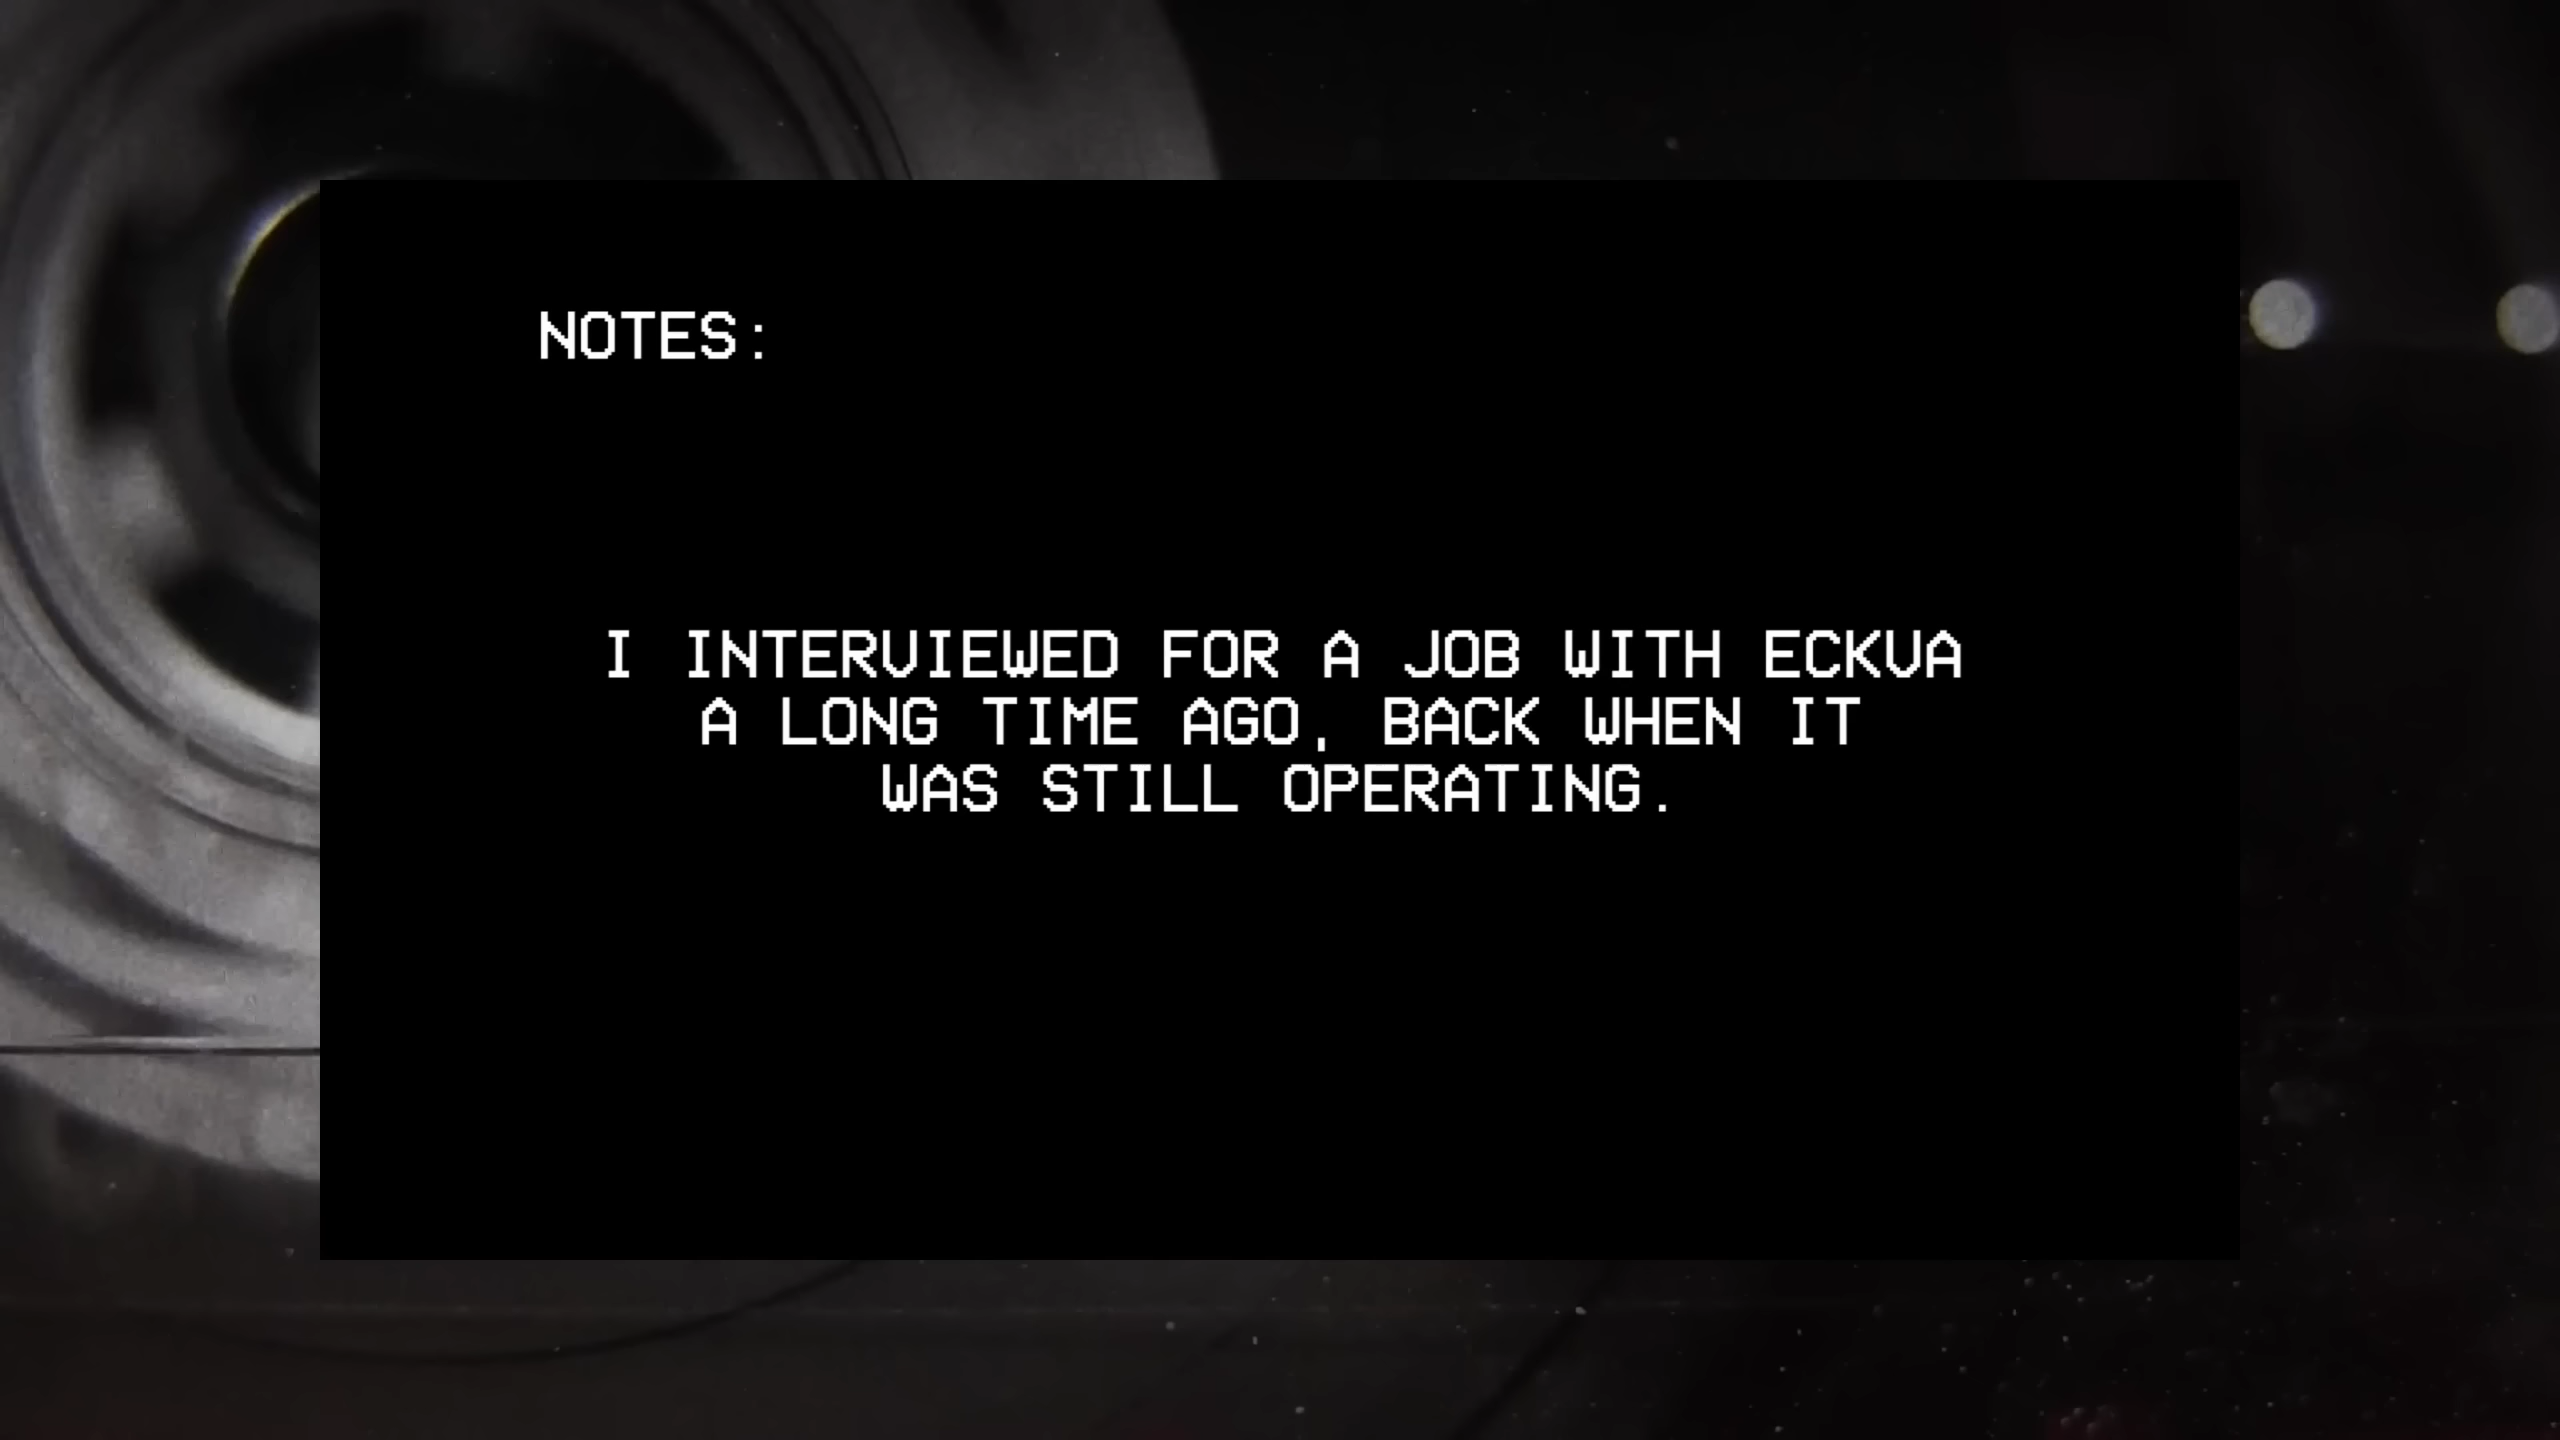 NOTES:
I INTERVIEWED FOR A JOB WITH ECKVA
A LONG TIME AGO, BACK WHEN IT
WAS STILL OPERATING.